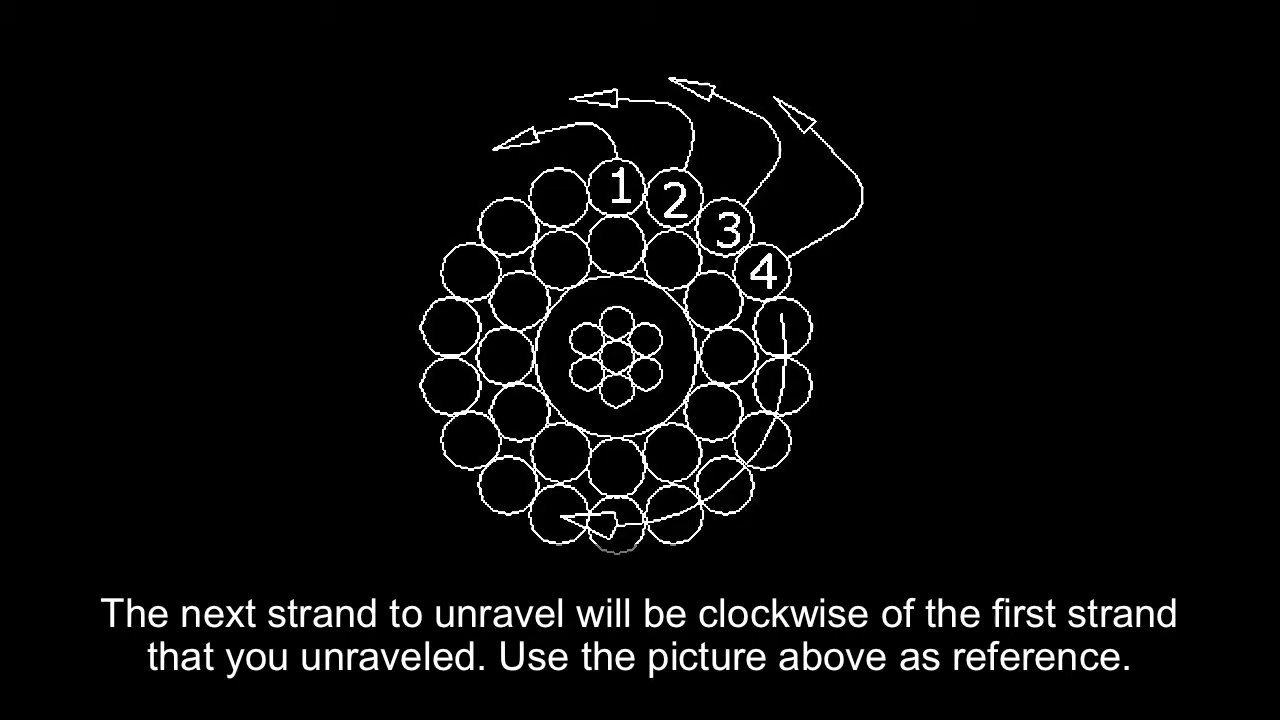 1
2
3
4
The next strand to unravel will be clockwise of the first strand
that you unraveled. Use the picture above as reference.